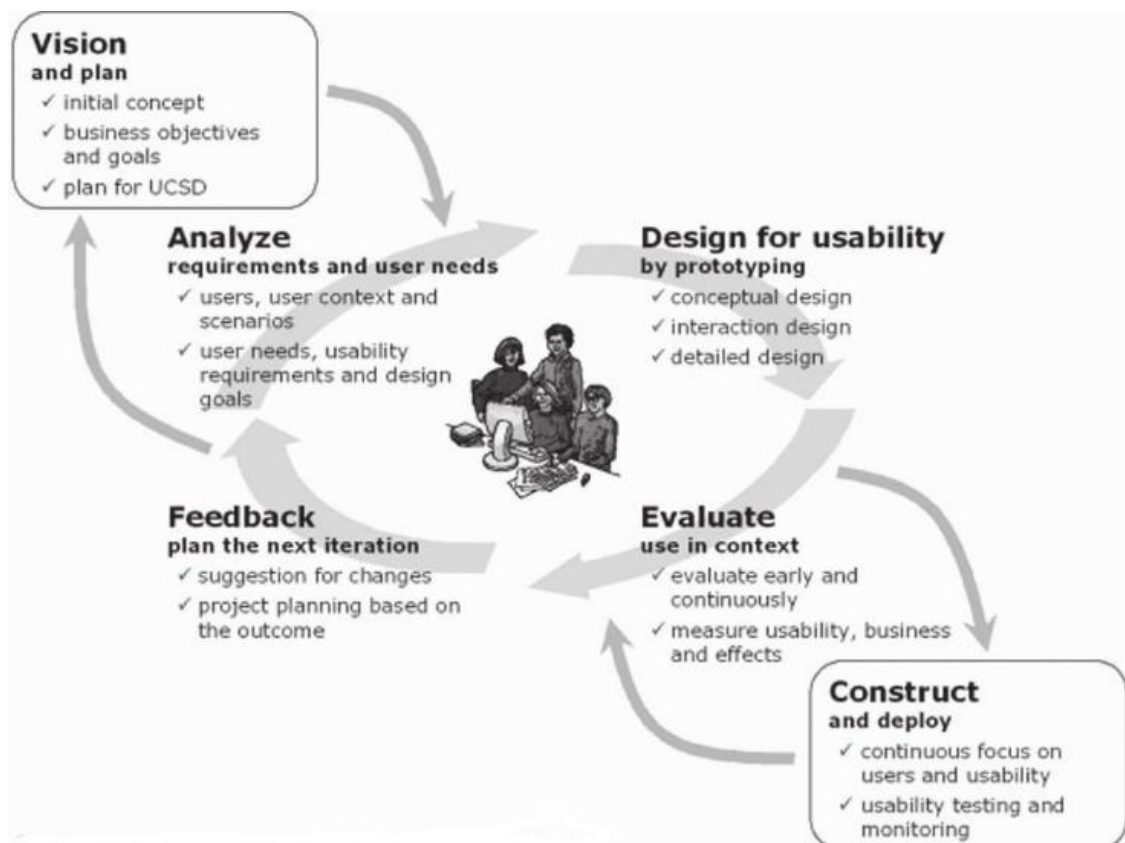 Vision
and plan
✓ initial concept
✓ business objectives
and goals
✓ plan for UCSD
Analyze
requirements and user needs
✓ users, user context and
scenarios
✓ user needs, usability
requirements and design
goals
Design for usability
by prototyping
✓ conceptual design
✓ interaction design
✓ detailed design
Evaluate
use in context
✓ evaluate early and
continuously
✓ measure usability, business
and effects
Feedback
plan the next iteration
✓ suggestion for changes
✓ project planning based on
the outcome
Construct
and deploy
✓ continuous focus on
users and usability
✓ usability testing and
monitoring